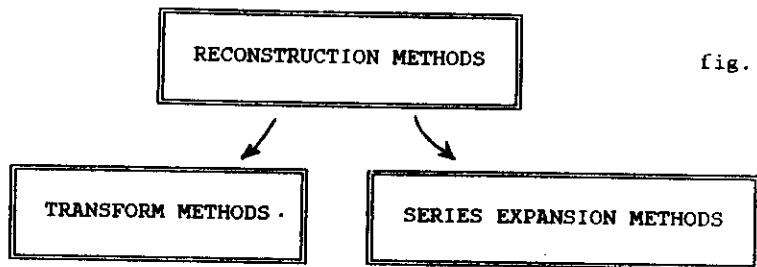 RECONSTRUCTION METHODS
fig.
TRANSFORM METHODS .
SERIES EXPANSION METHODS